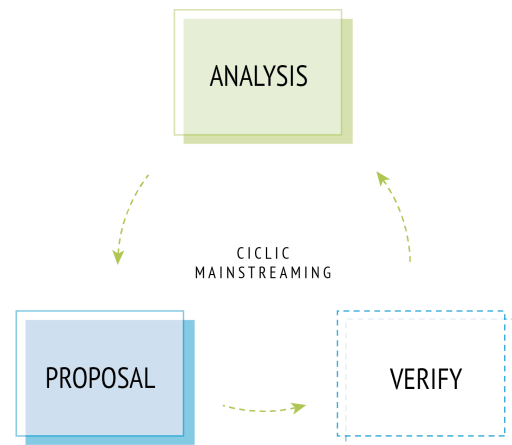 ANALYSIS
CICLIC
MAINSTREAMING
PROPOSAL
VERIFY